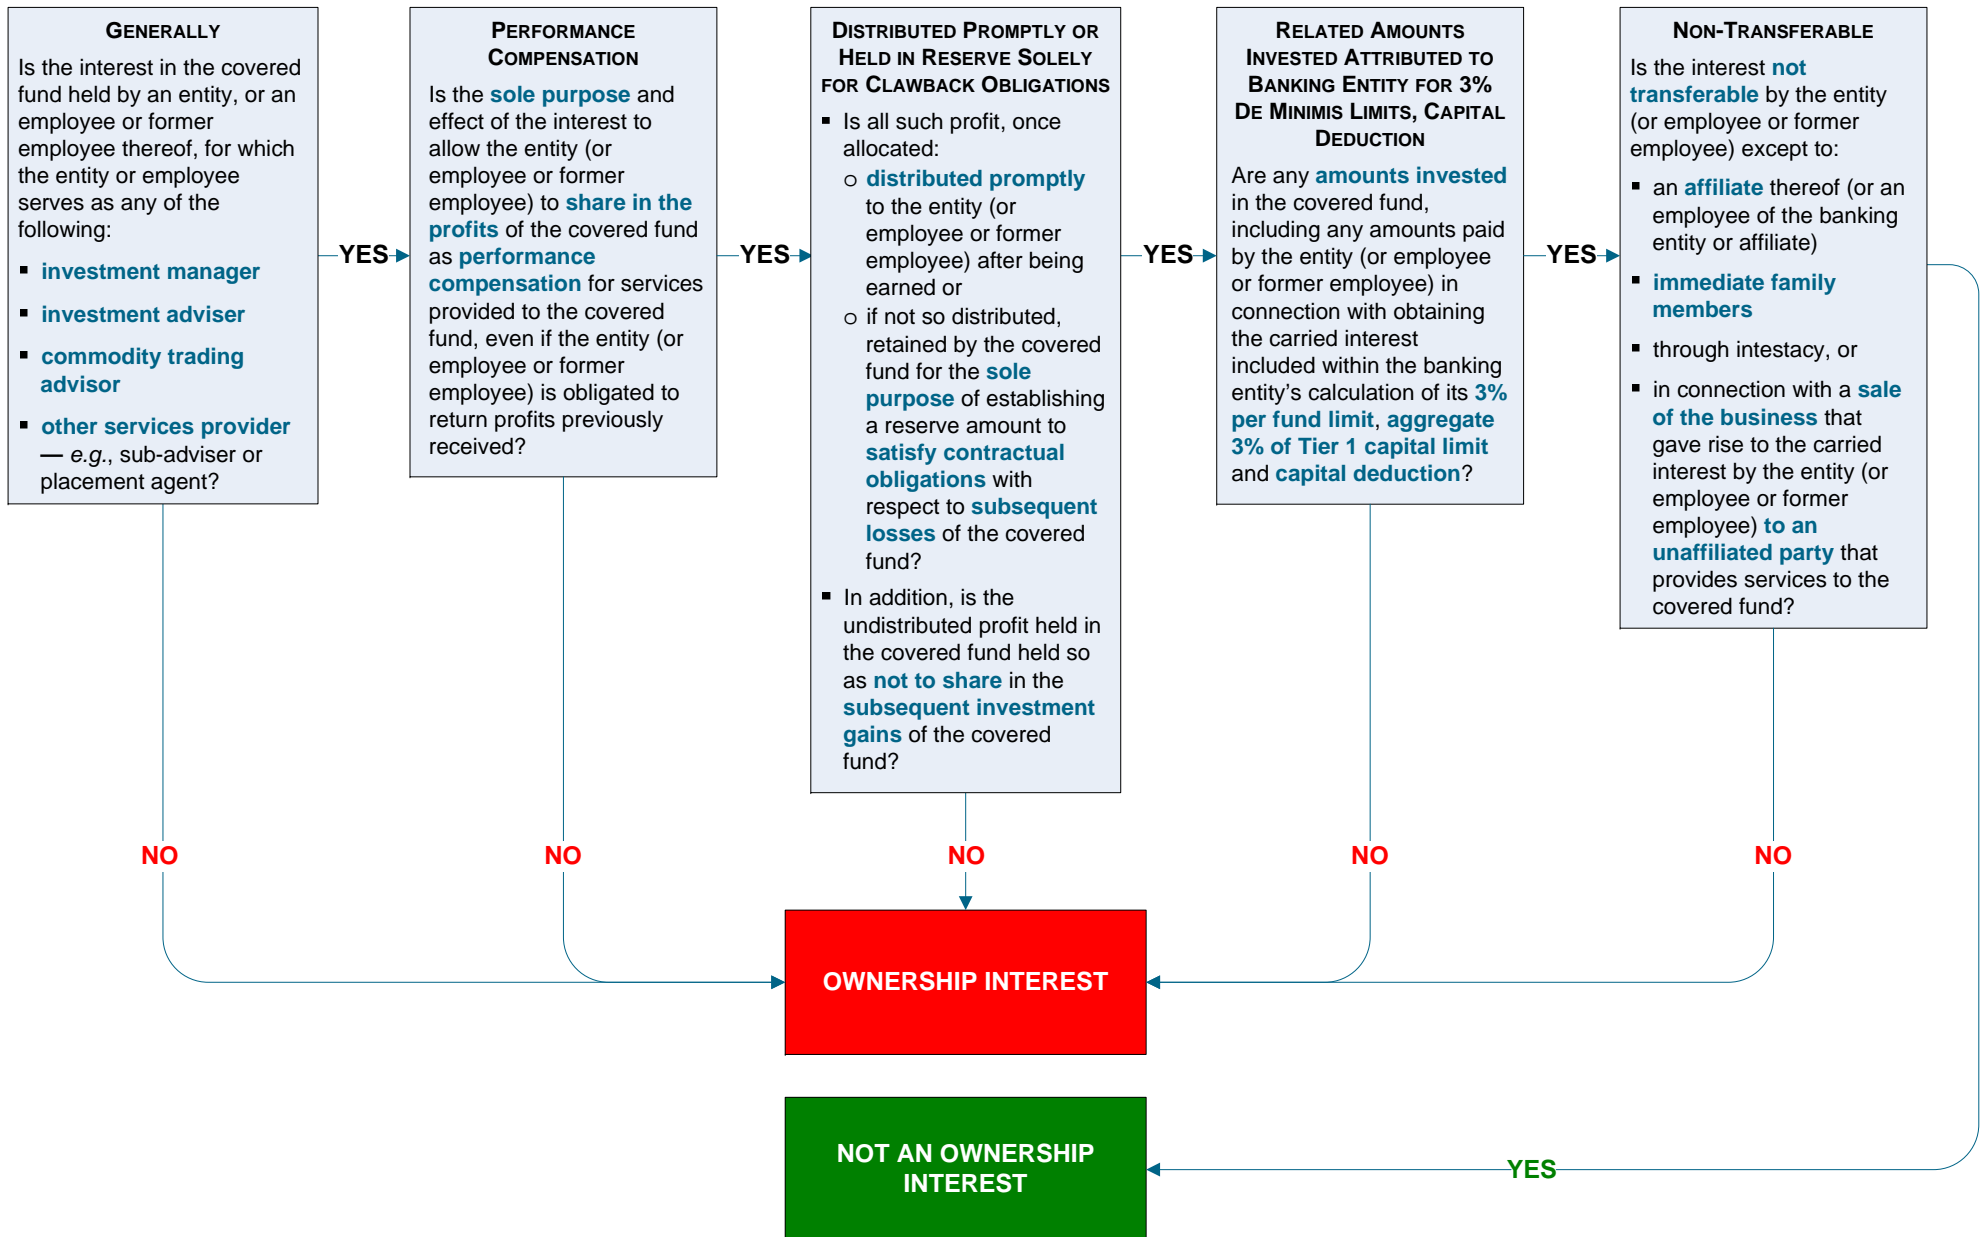 GENERALLY
Is the interest in the covered
fund held by an entity, or an
employee or former
employee thereof, for which
the entity or employee
serves as any of the
following:
▪ investment manager
▪ investment adviser
▪ commodity trading
advisor
▪ other services provider
— e.g., sub-adviser or
placement agent?
YES
PERFORMANCE
COMPENSATION
Is the sole purpose and
effect of the interest to
allow the entity (or
employee or former
employee) to share in the
profits of the covered fund
as performance
compensation for services
provided to the covered
fund, even if the entity (or
employee or former
employee) is obligated to
return profits previously
received?
YES
DISTRIBUTED PROMPTLY OR
HELD IN RESERVE SOLELY
FOR CLAWBACK OBLIGATIONS
▪ Is all such profit, once
allocated:
o distributed promptly
to the entity (or
employee or former
employee) after being
earned or
o if not so distributed,
retained by the covered
fund for the sole
purpose of establishing
a reserve amount to
satisfy contractual
obligations with
respect to subsequent
losses of the covered
fund?
▪ In addition, is the
undistributed profit held in
the covered fund held so
as not to share in the
subsequent investment
gains of the covered
fund?
YES
RELATED AMOUNTS
INVESTED ATTRIBUTED TO
BANKING ENTITY FOR 3%
DE MINIMIS LIMITS, CAPITAL
DEDUCTION
Are any amounts invested
in the covered fund,
including any amounts paid
by the entity (or employee
or former employee) in
connection with obtaining
the carried interest
included within the banking
entity’s calculation of its 3%
per fund limit, aggregate
3% of Tier 1 capital limit
and capital deduction?
YES
NON-TRANSFERABLE
Is the interest not
transferable by the entity
(or employee or former
employee) except to:
▪ an affiliate thereof (or an
employee of the banking
entity or affiliate)
▪ immediate family
members
▪ through intestacy, or
▪ in connection with a sale
of the business that
gave rise to the carried
interest by the entity (or
employee or former
employee) to an
unaffiliated party that
provides services to the
covered fund?
NO
NO
NO
NO
NO
OWNERSHIP INTEREST
NOT AN OWNERSHIP
INTEREST
YES